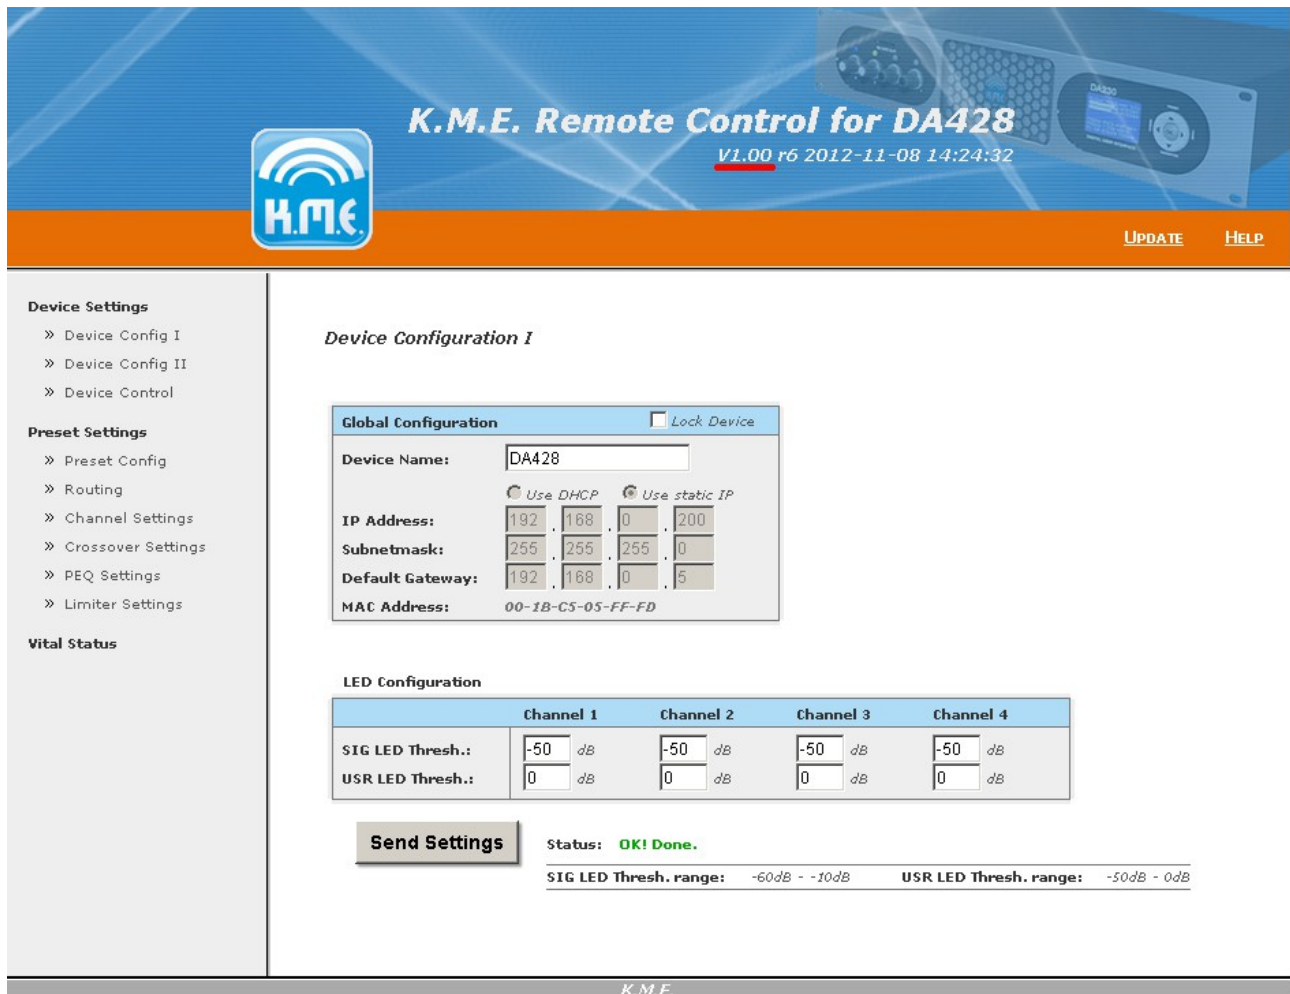 DA230
K.M.E. Remote Control for DA428
V1.00 r6 2012-11-08 14:24:32
K.M.E.
UPDATE HELP
Device Settings
» Device Config I
» Device Config II
» Device Control
Preset Settings
» Preset Config
» Routing
» Channel Settings
» Crossover Settings
» PEQ Settings
» Limiter Settings
Vital Status
Device Configuration I
Global Configuration Lock Device
Device Name: DA428
Use DHCP Use static IP
IP Address: 192 . 168 . 0 . 200
Subnetmask: 255 . 255 . 255 . 0
Default Gateway: 192 . 168 . 0 . 5
MAC Address: 00-1B-C5-05-FF-FD
LED Configuration
Channel 1 Channel 2 Channel 3 Channel 4
SIG LED Thresh.: -50 dB -50 dB -50 dB -50 dB
USR LED Thresh.: 0 dB 0 dB 0 dB 0 dB
Send Settings Status: OK! Done.
SIG LED Thresh. range: -60dB - -10dB USR LED Thresh. range: -50dB - 0dB
K.M.E.